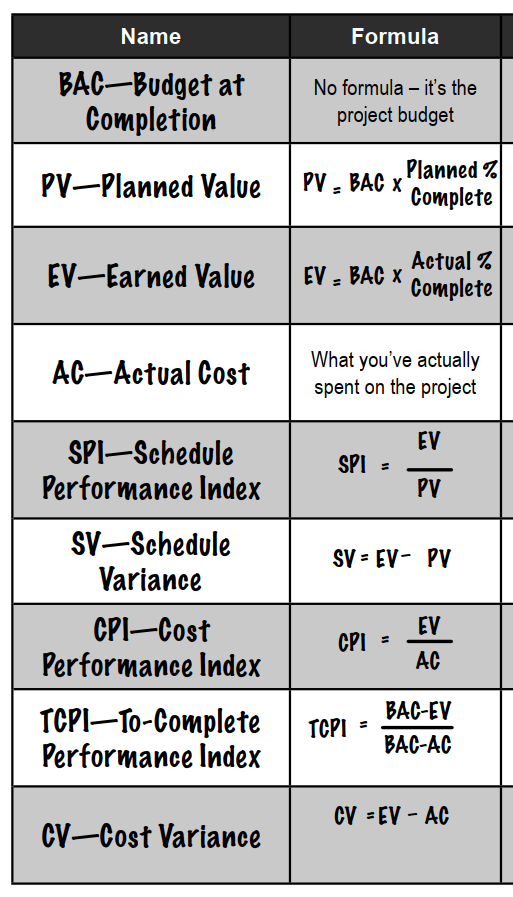 Name Formula
BAC—Budget at
Completion
No formula – it's the
project budget
PV—Planned Value
PV = BAC x Planned %
Complete
EV—Earned Value
EV = BAC x Actual %
Complete
AC—Actual Cost
What you've actually
spent on the project
SPI—Schedule
Performance Index
SPI = EV
PV
SV—Schedule
Variance
SV = EV – PV
CPI—Cost
Performance Index
CPI = EV
AC
TCPI—To-Complete
Performance Index
TCPI = BAC-EV
BAC-AC
CV—Cost Variance
CV = EV – AC